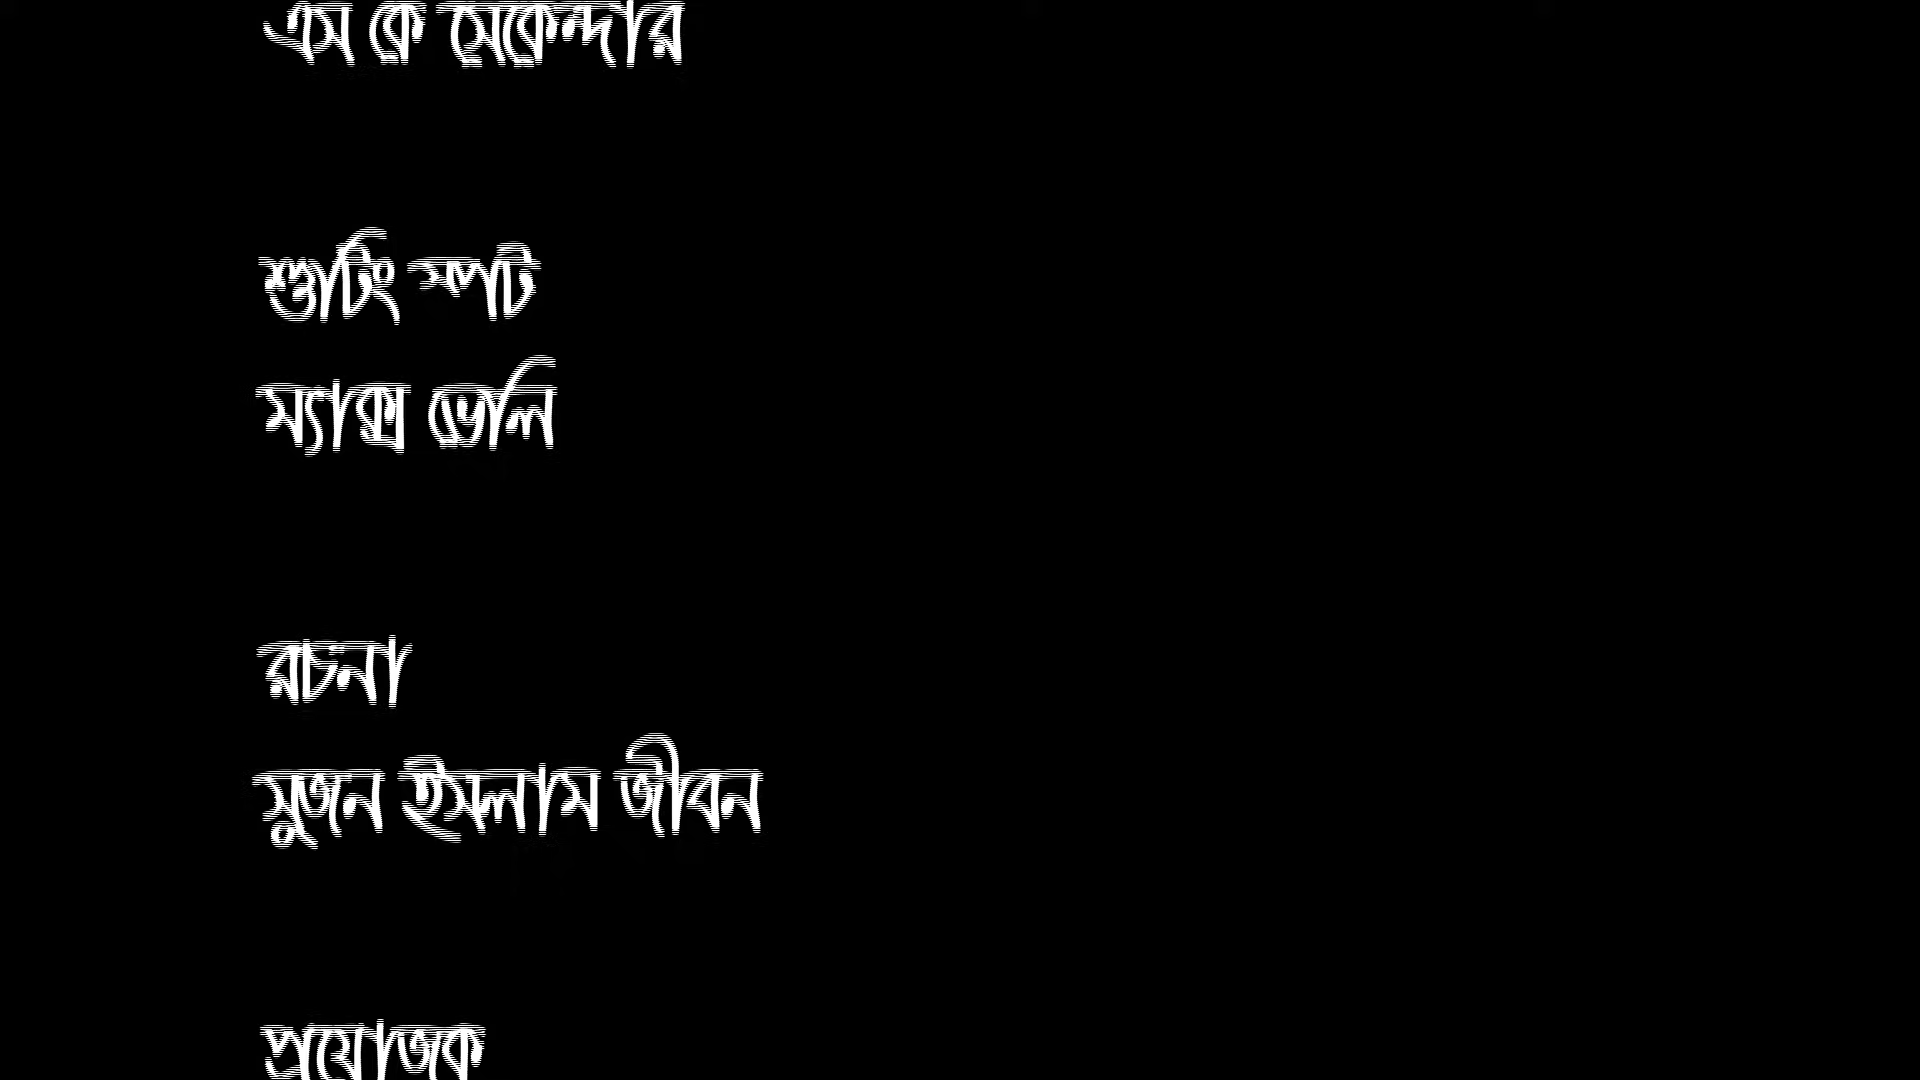 এস কে সেকেন্দার
শুটিং স্পট
ম্যাক্স ভেলি
রচনা
সুজন ইসলাম জীবন
প্রযোজক